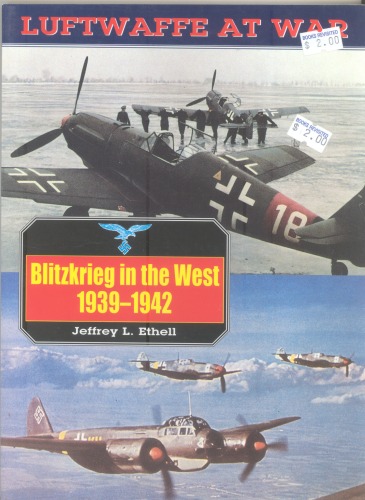 LUFTWAFFE AT WAR
BOOKS REVISITED
$ 2.00
BOOKS REVISITED
$ 2.00
18
Blitzkrieg in the West
1939–1942
Jeffrey L. Ethell